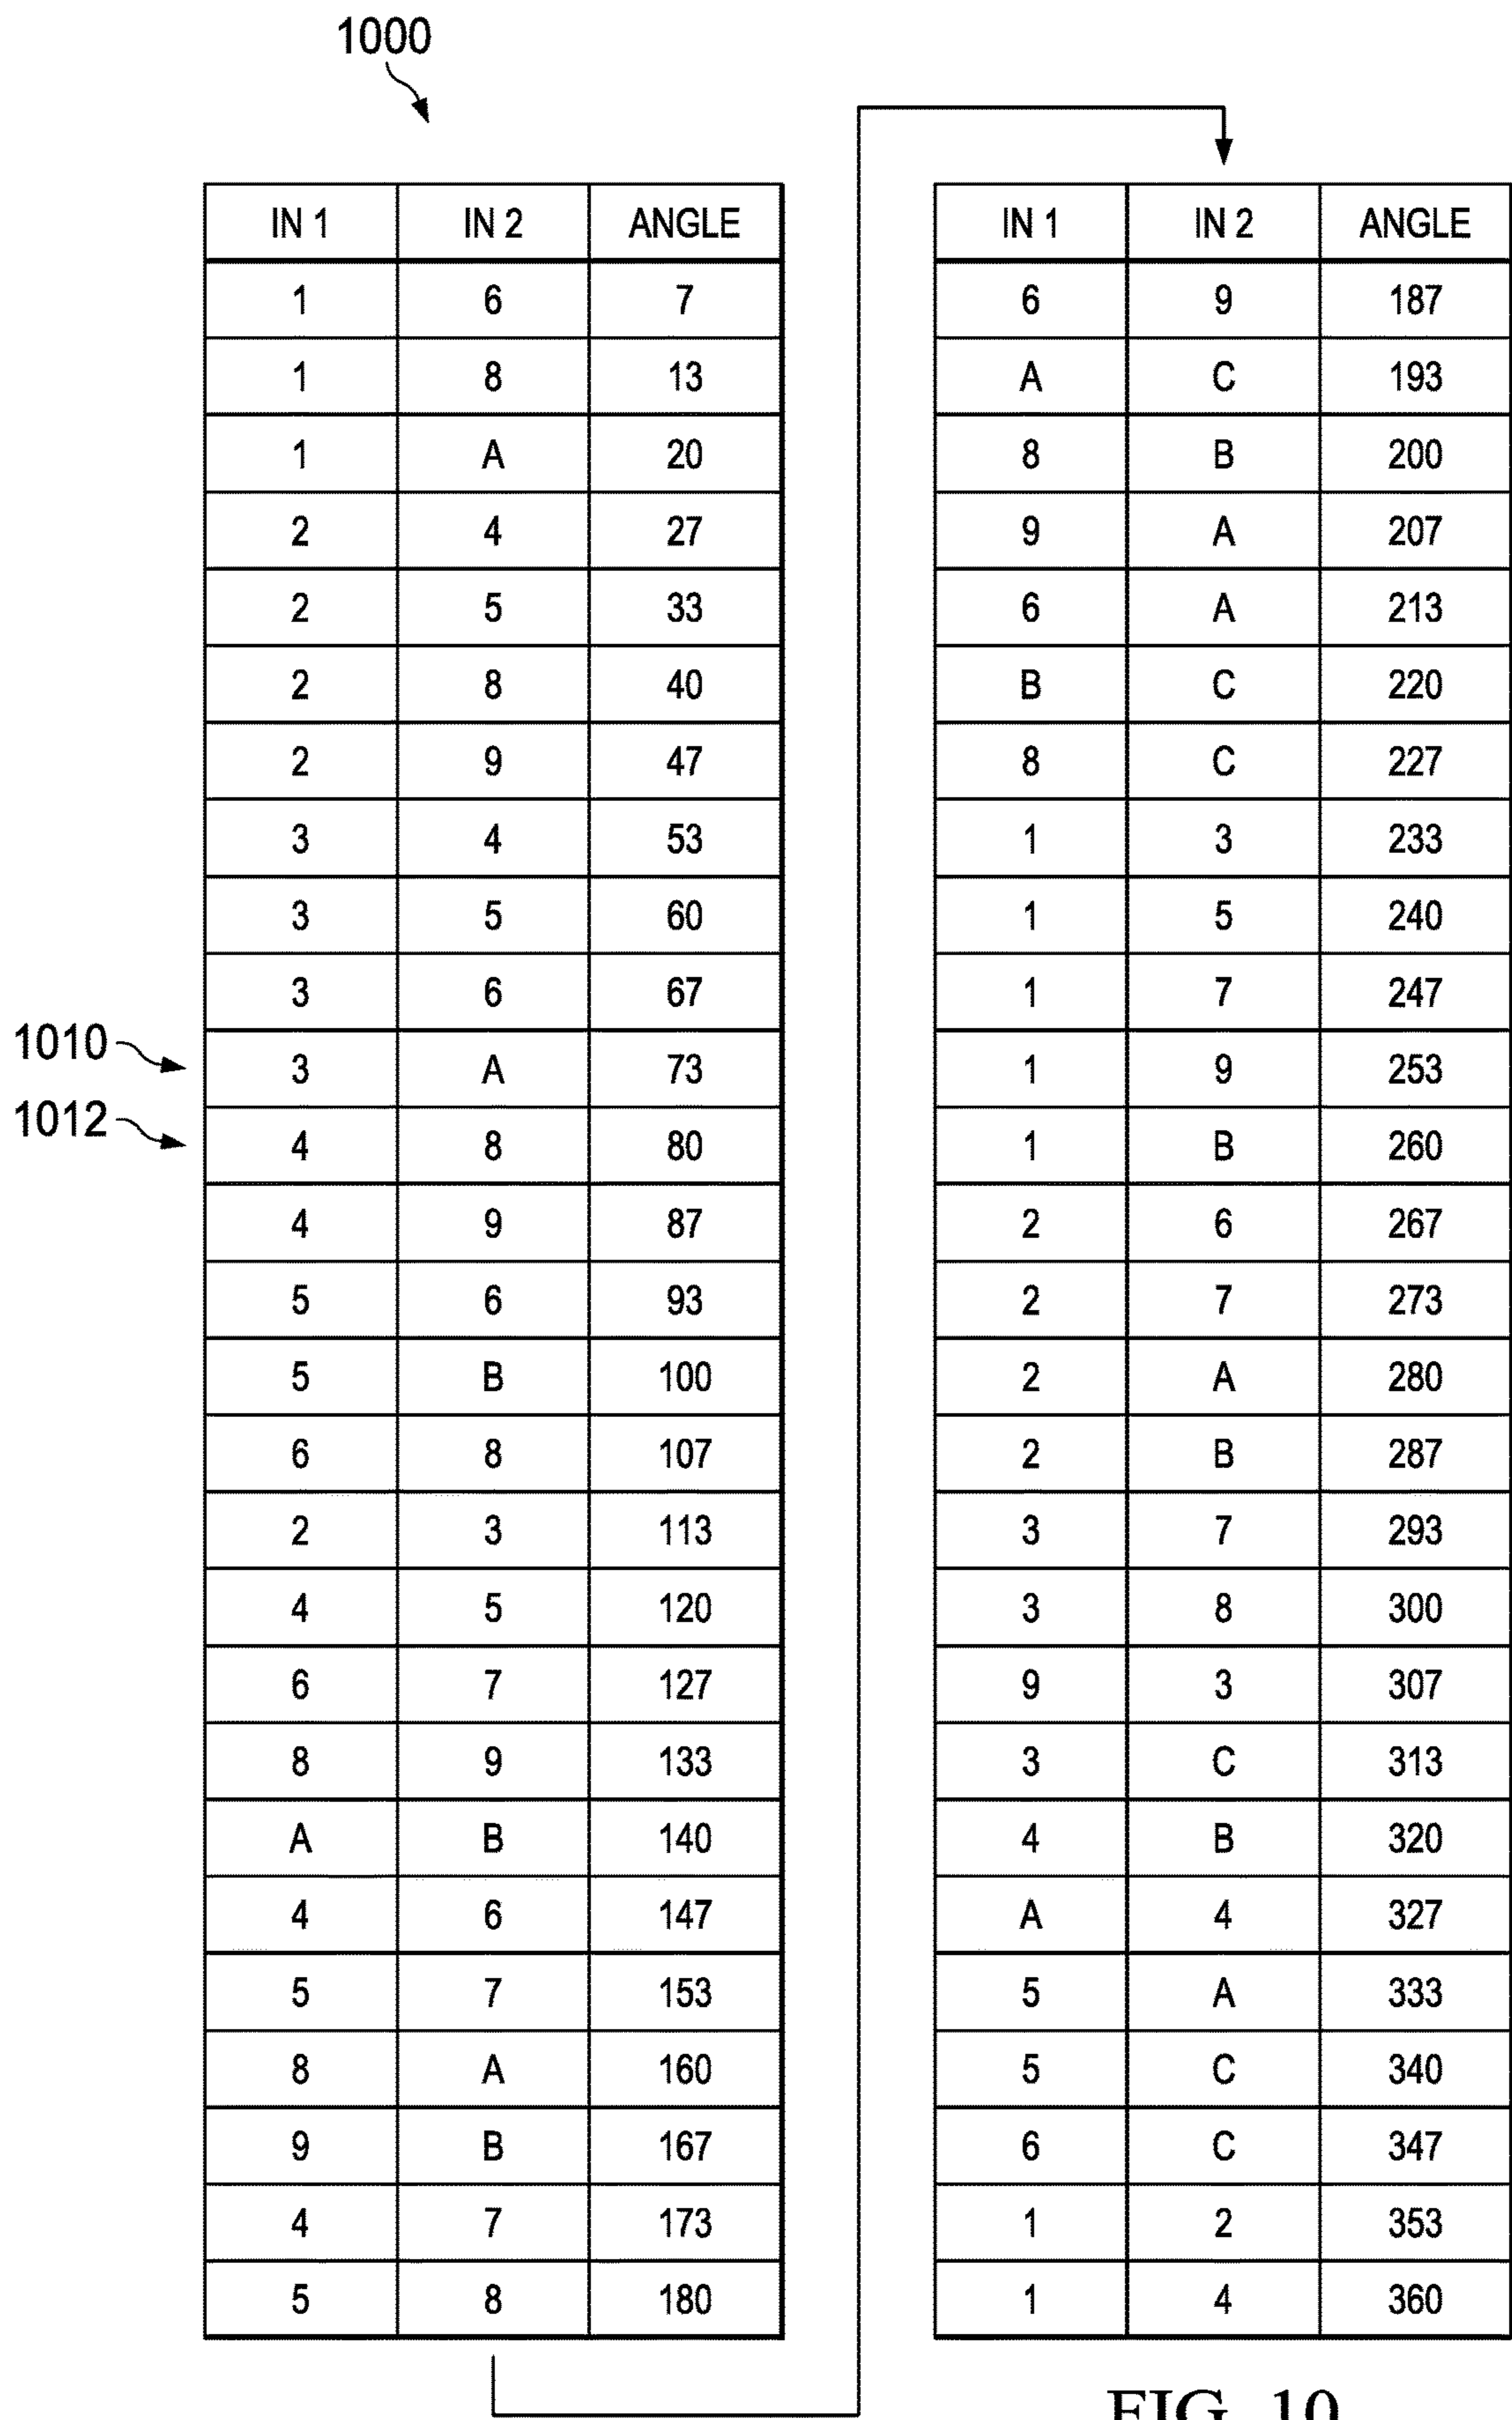 1000
IN 1 IN 2 ANGLE
1 6 7
1 8 13
1 A 20
2 4 27
2 5 33
2 8 40
2 9 47
3 4 53
3 5 60
3 6 67
1010 3 A 73
1012 4 8 80
4 9 87
5 6 93
5 B 100
6 8 107
2 3 113
4 5 120
6 7 127
8 9 133
A B 140
4 6 147
5 7 153
8 A 160
9 B 167
4 7 173
5 8 180
IN 1 IN 2 ANGLE
6 9 187
A C 193
8 B 200
9 A 207
6 A 213
B C 220
8 C 227
1 3 233
1 5 240
1 7 247
1 9 253
1 B 260
2 6 267
2 7 273
2 A 280
2 B 287
3 7 293
3 8 300
9 3 307
3 C 313
4 B 320
A 4 327
5 A 333
5 C 340
6 C 347
1 2 353
1 4 360
FIG. 10